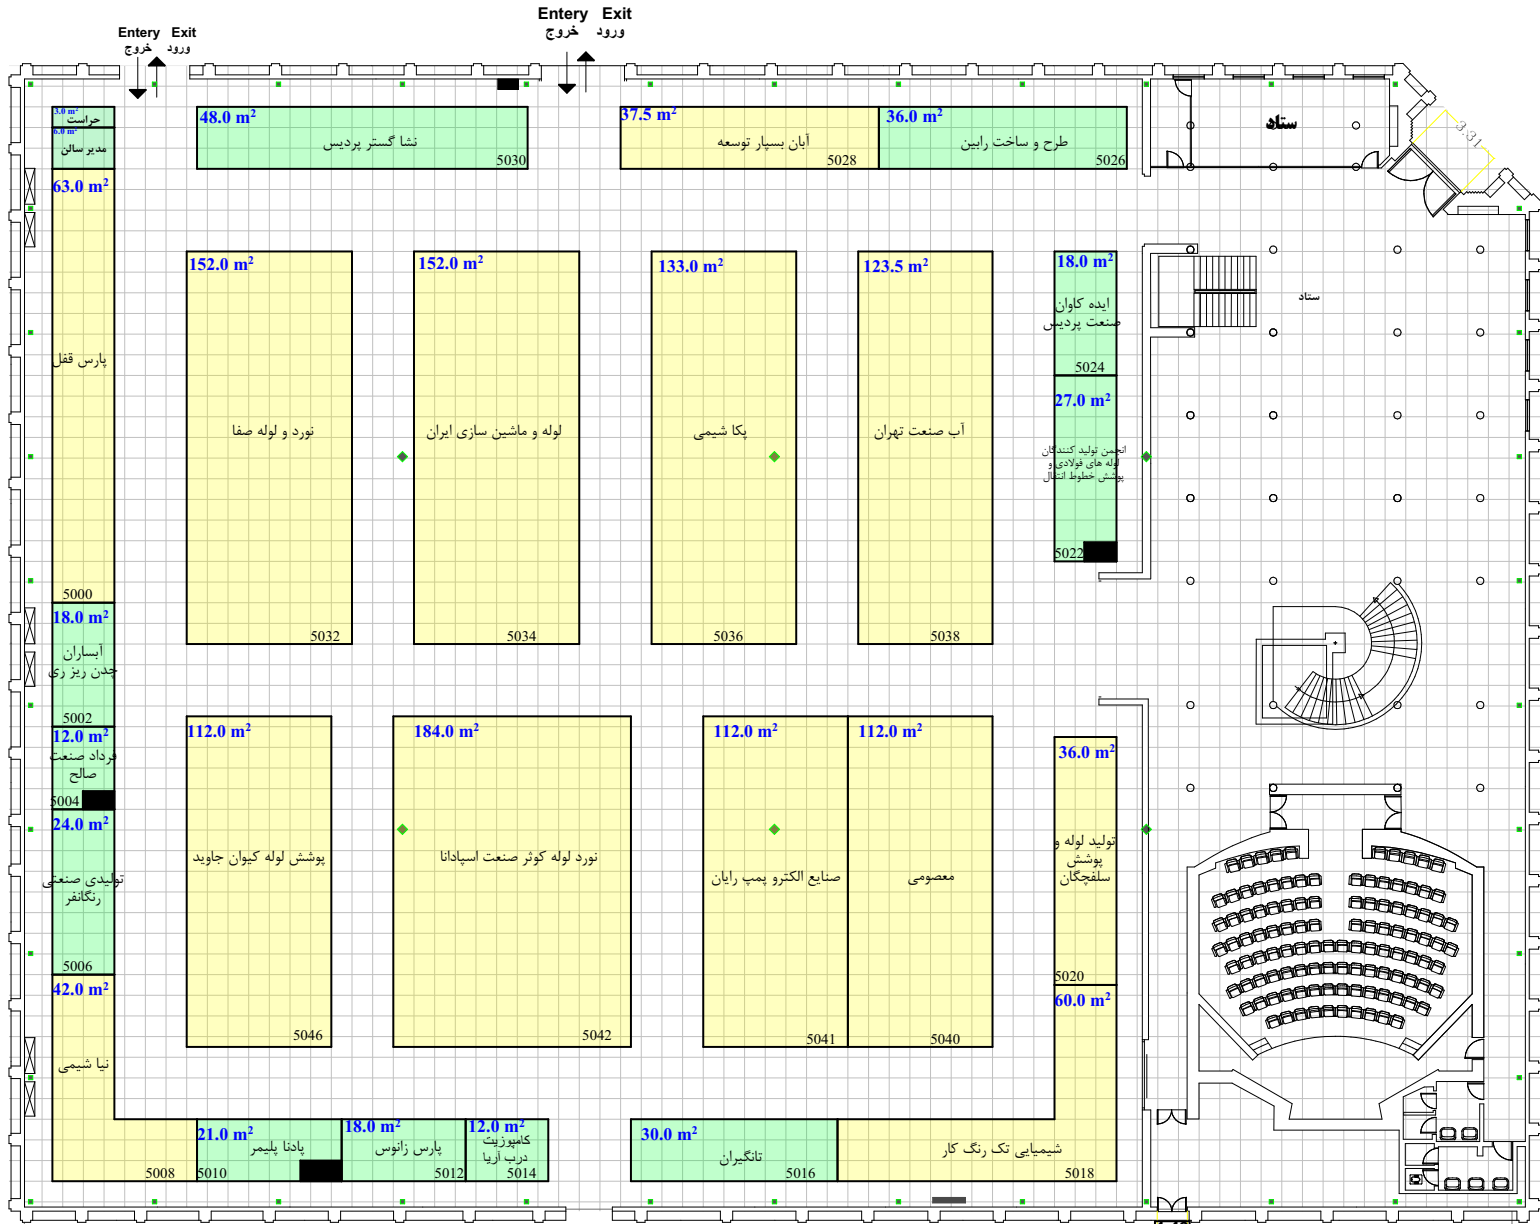 Entery Exit
خروج ورود
Entery Exit
خروج ورود
3.0 m²
حراست
6.0 m²
مدیر سالن
48.0 m²
نشا گستر پردیس
5030
37.5 m²
آبان بسپار توسعه
5028
36.0 m²
طرح و ساخت رابین
5026
ستاد
3.31
63.0 m²
پارس قفل
5000
152.0 m²
نورد و لوله صفا
5032
152.0 m²
لوله و ماشین سازی ایران
5034
133.0 m²
پکا شیمی
5036
123.5 m²
آب صنعت تهران
5038
18.0 m²
ایده کاوان
صنعت پردیس
5024
27.0 m²
انجمن تولید کنندگان
لوله های فولادی و
پوشش خطوط انتقال
5022
ستاد
18.0 m²
آبساران
چدن ریز ری
5002
12.0 m²
فرداد صنعت
صالح
5004
24.0 m²
تولیدی صنعتی
رنگانفر
5006
42.0 m²
نیا شیمی
5008
112.0 m²
پوشش لوله کیوان جاوید
5046
184.0 m²
نورد لوله کوثر صنعت اسپادانا
5042
112.0 m²
صنایع الکترو پمپ رایان
5041
112.0 m²
معصومی
5040
36.0 m²
تولید لوله و
پوشش
سلفچگان
5020
60.0 m²
شیمیایی تک رنگ کار
5018
21.0 m²
پادنا پلیمر
5010
18.0 m²
پارس زانوس
5012
12.0 m²
کامپوزیت
درب آریا
5014
30.0 m²
تانگیران
5016